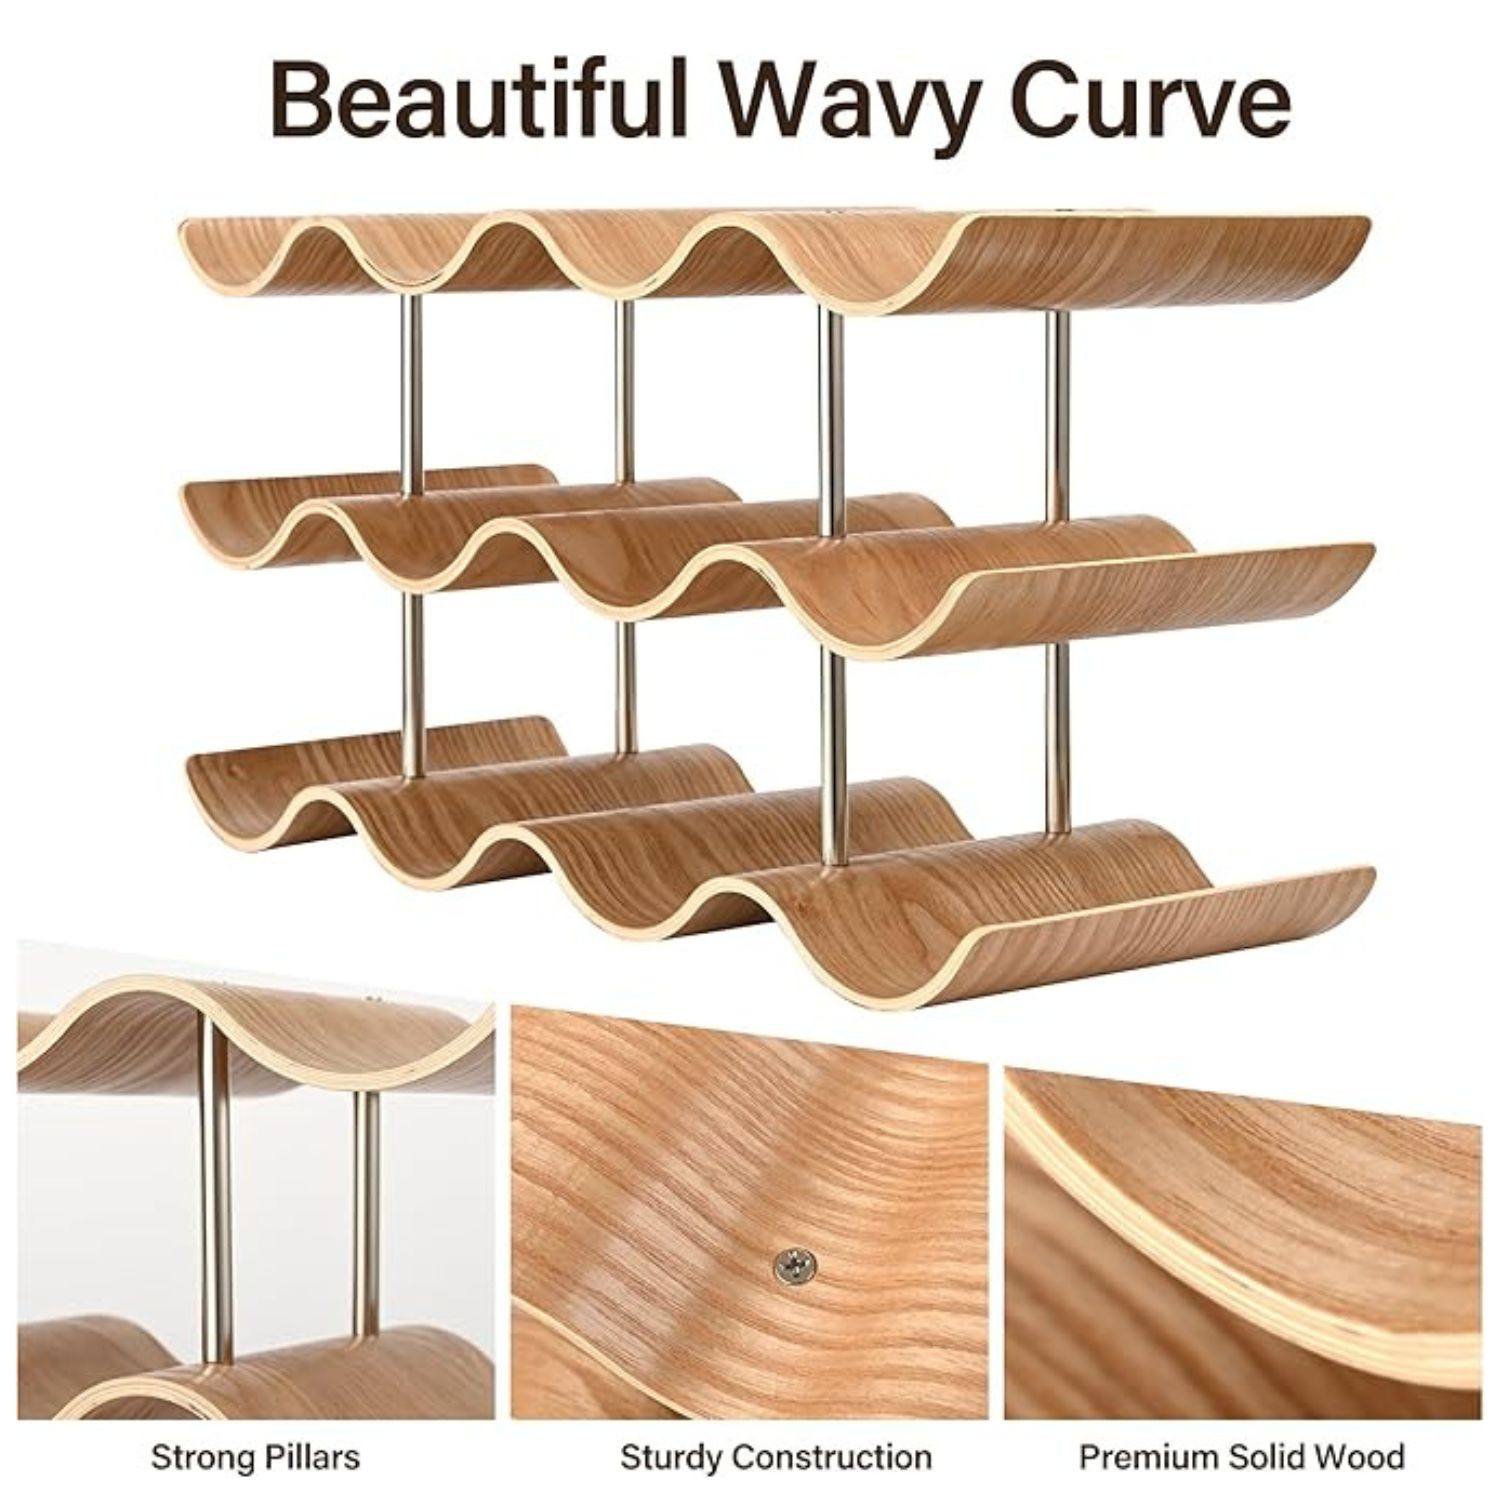 Beautiful Wavy Curve
Strong Pillars
Sturdy Construction
Premium Solid Wood